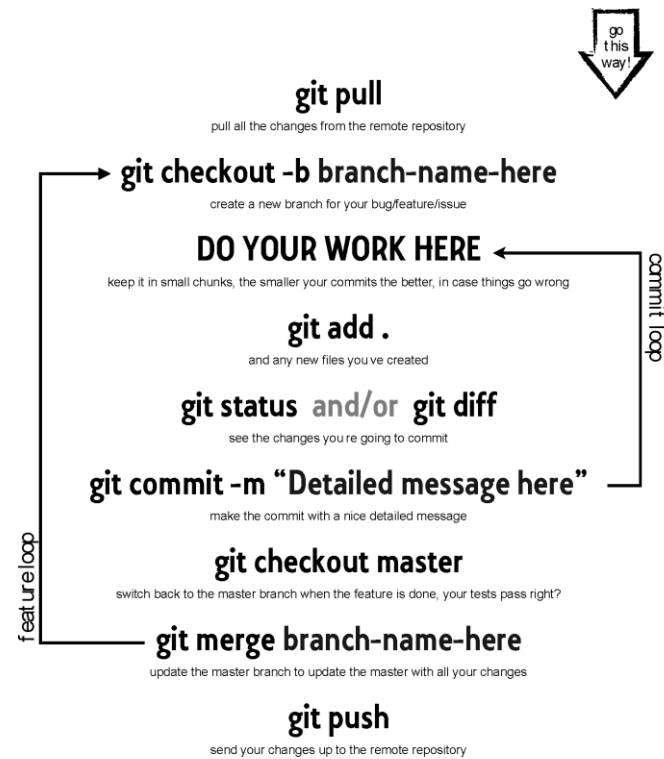 go
this
way!
git pull
pull all the changes from the remote repository
git checkout -b branch-name-here
create a new branch for your bug/feature/issue
DO YOUR WORK HERE
keep it in small chunks, the smaller your commits the better, in case things go wrong
commit loop
git add .
and any new files you ve created
git status and/or git diff
see the changes you re going to commit
git commit -m “Detailed message here”
make the commit with a nice detailed message
git checkout master
switch back to the master branch when the feature is done, your tests pass right?
feature loop
git merge branch-name-here
update the master branch to update the master with all your changes
git push
send your changes up to the remote repository